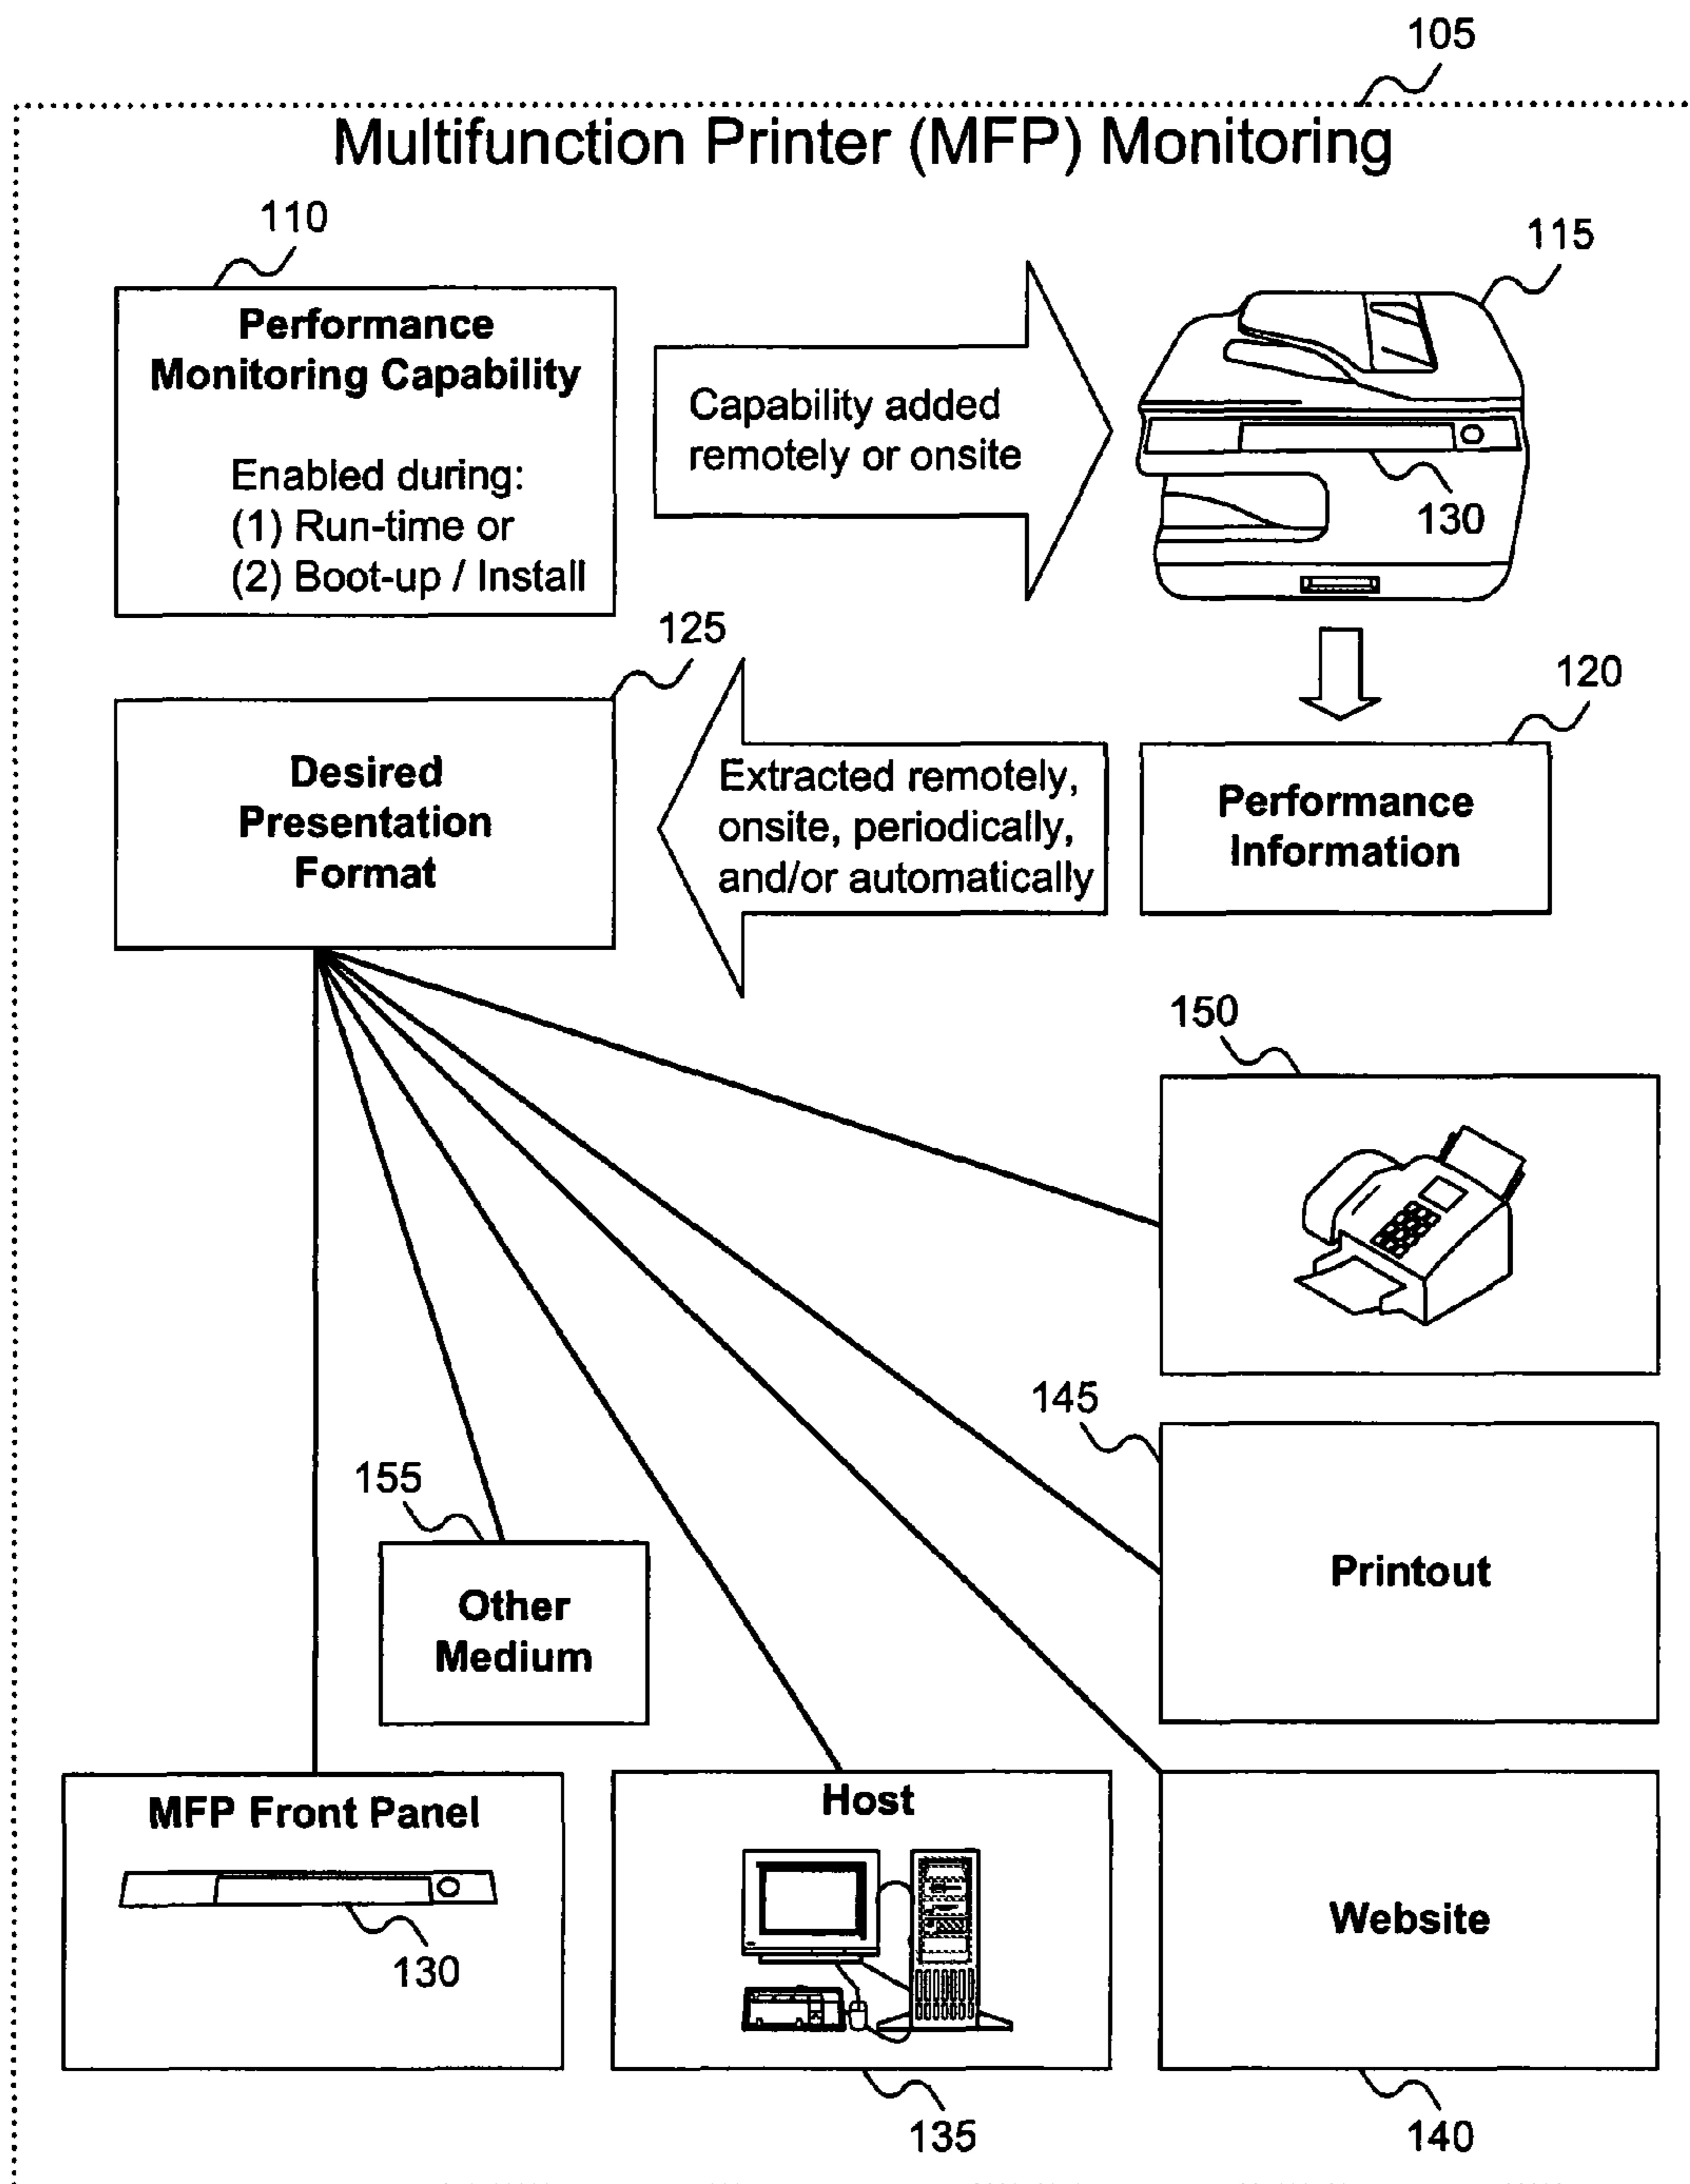 105
Multifunction Printer (MFP) Monitoring
110
115
Performance
Monitoring Capability
Enabled during:
(1) Run-time or
(2) Boot-up / Install
Capability added
remotely or onsite
130
125
120
Desired
Presentation
Format
Extracted remotely,
onsite, periodically,
and/or automatically
Performance
Information
150
145
155
Printout
Other
Medium
MFP Front Panel
130
Host
Website
135
140